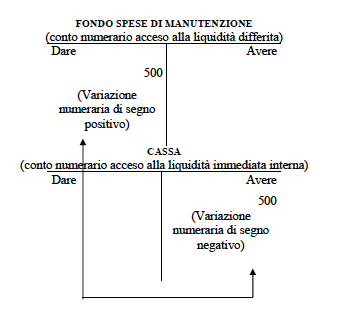 FONDO SPESE DI MANUTENZIONE
(conto numerario acceso alla liquidità differita)
Dare Avere
500
(Variazione
numeraria di segno
positivo)
CASSA
(conto numerario acceso alla liquidità immediata interna)
Dare Avere
500
(Variazione
numeraria di segno
negativo)